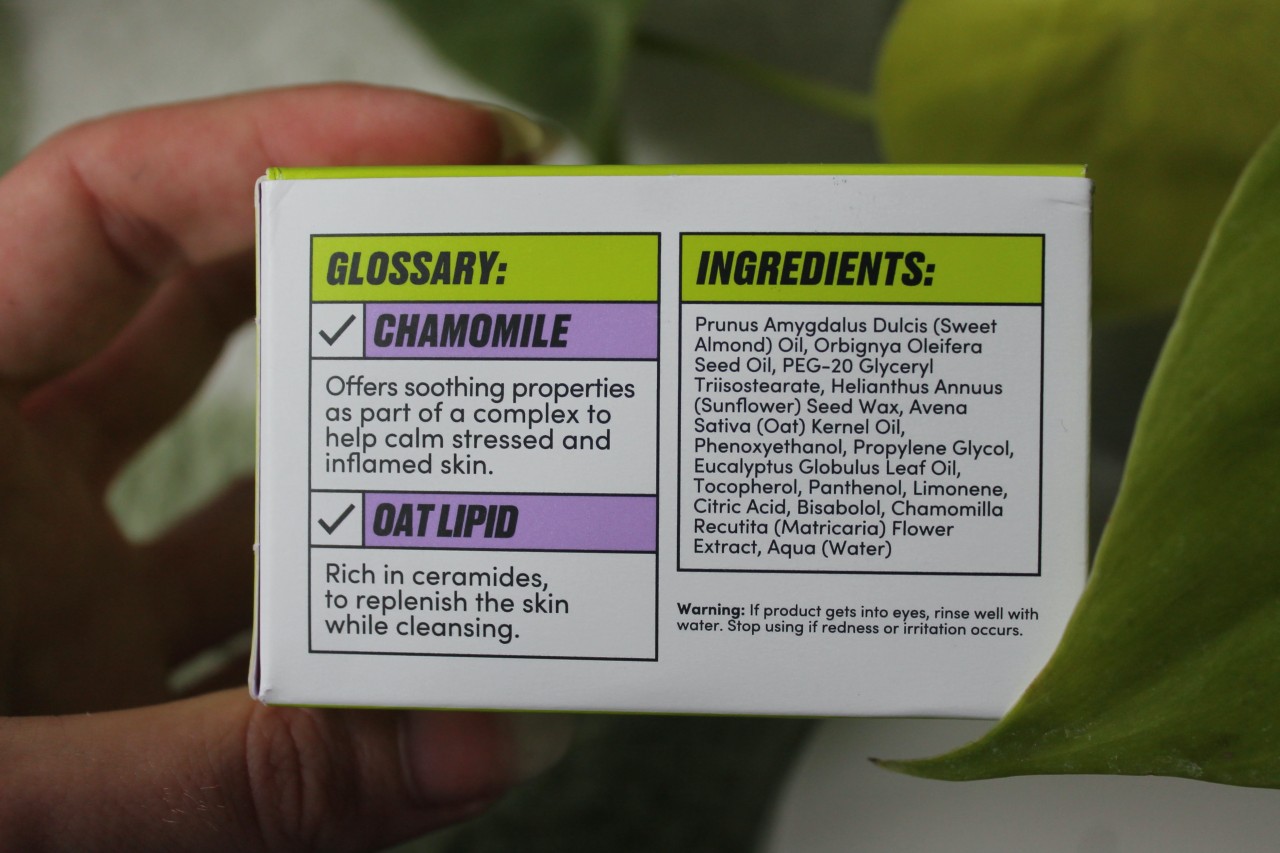 GLOSSARY:
CHAMOMILE
Offers soothing properties
as part of a complex to
help calm stressed and
inflamed skin.
OAT LIPID
Rich in ceramides,
to replenish the skin
while cleansing.
INGREDIENTS:
Prunus Amygdalus Dulcis (Sweet
Almond) Oil, Orbignya Oleifera
Seed Oil, PEG-20 Glyceryl
Triisostearate, Helianthus Annuus
(Sunflower) Seed Wax, Avena
Sativa (Oat) Kernel Oil,
Phenoxyethanol, Propylene Glycol,
Eucalyptus Globulus Leaf Oil,
Tocopherol, Panthenol, Limonene,
Citric Acid, Bisabolol, Chamomilla
Recutita (Matricaria) Flower
Extract, Aqua (Water)
Warning: If product gets into eyes, rinse well with
water. Stop using if redness or irritation occurs.